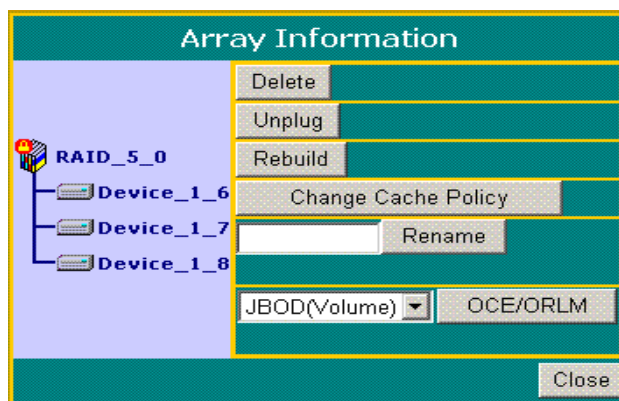 Array Information
RAID_5_0
Device_1_6
Device_1_7
Device_1_8
Delete
Unplug
Rebuild
Change Cache Policy
Rename
JBOD(Volume) OCE/ORLM
Close